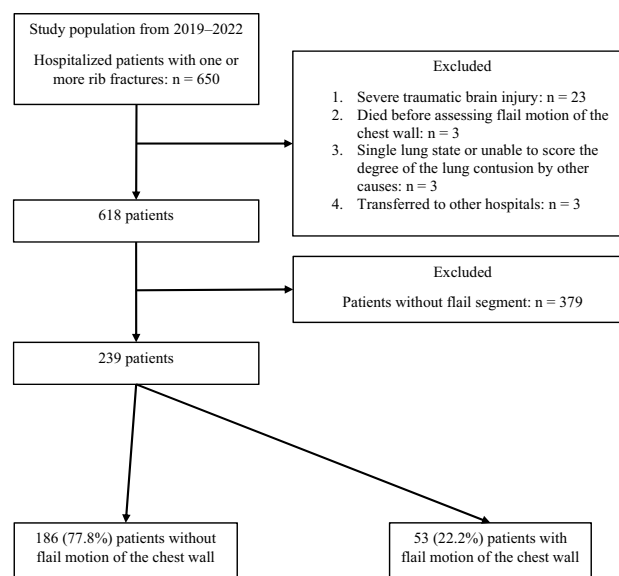 Study population from 2019–2022
Hospitalized patients with one or
more rib fractures: n = 650
Excluded
1. Severe traumatic brain injury: n = 23
2. Died before assessing flail motion of the
chest wall: n = 3
3. Single lung state or unable to score the
degree of the lung contusion by other
causes: n = 3
4. Transferred to other hospitals: n = 3
618 patients
Excluded
Patients without flail segment: n = 379
239 patients
186 (77.8%) patients without
flail motion of the chest wall
53 (22.2%) patients with
flail motion of the chest wall